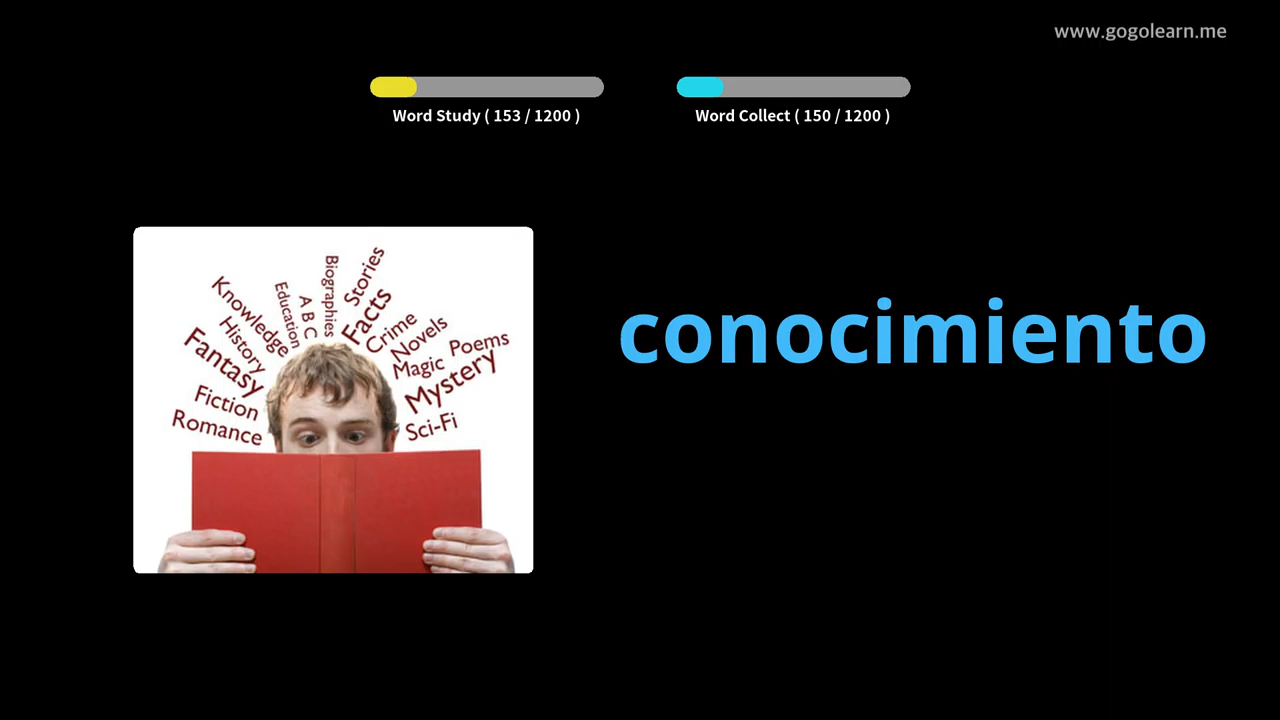 www.gogolearn.me
Word Study ( 153 / 1200 )
Word Collect ( 150 / 1200 )
conocimiento
Knowledge
Education
A B C
Biographies
Stories
Facts
Crime
Novels
Poems
History
Magic
Fantasy
Mystery
Fiction
Sci-Fi
Romance